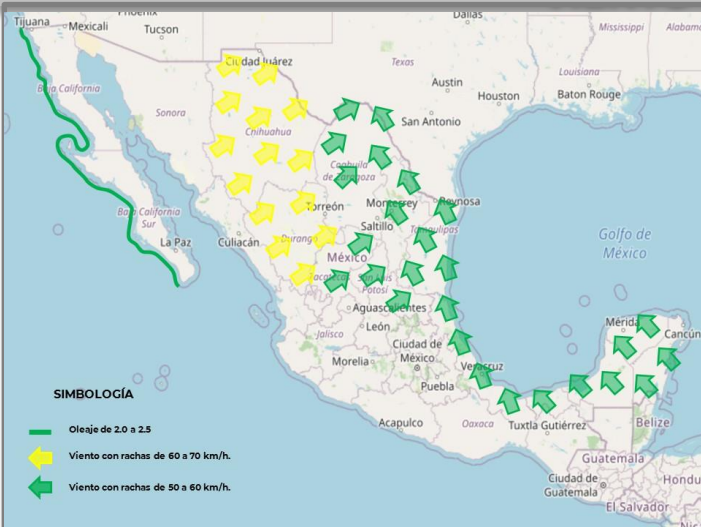 Phoenix
Dallas
Tijuana
Mexicali
Tucson
Mississippi
Alabam
Ciudad Juárez
Texas
Louisiana
Baja California
Austin
Houston
Baton Rouge
Sonora
San Antonio
Chihuahua
Coahuila
de Zaragoza
Baja California
Sur
Torreón
Monterrey
Reynosa
La Paz
Culiacán
Durango
Saltillo
Tamaulipas
Golfo de
México
México
Zacatecas
San Luis
Potosí
Aguascalientes
Jalisco
León
Mérida
Cancún
Morelia
Ciudad de
México
Veracruz
Puebla
SIMBOLOGÍA
Acapulco
Oaxaca
Tuxtla Gutiérrez
Belize
Oleaje de 2.0 a 2.5
Viento con rachas de 60 a 70 km/h.
Guatemala
Viento con rachas de 50 a 60 km/h.
Ciudad de
Guatemala
Hondu
El Salvador